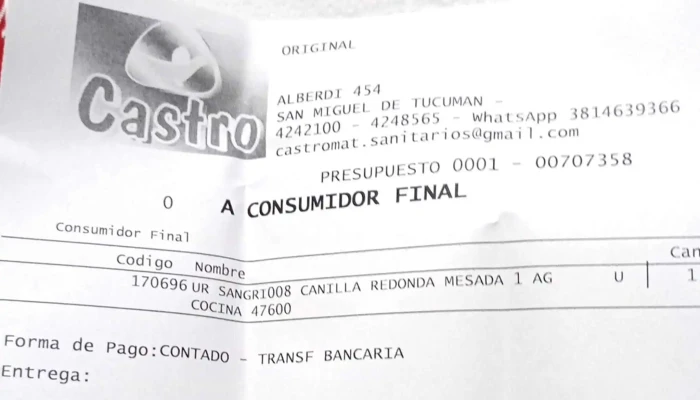 Castro
ORIGINAL
ALBERDI 454
SAN MIGUEL DE TUCUMAN -
4242100 - 4248565 - WhatsApp 3814639366
castromat.sanitarios@gmail.com
PRESUPUESTO 0001 - 00707358
0 A CONSUMIDOR FINAL
Consumidor Final
Codigo Nombre Can
170696 UR SANGRI008 CANILLA REDONDA MESADA 1 AG U 1
COCINA 47600
Forma de Pago:CONTADO - TRANSF BANCARIA
Entrega: